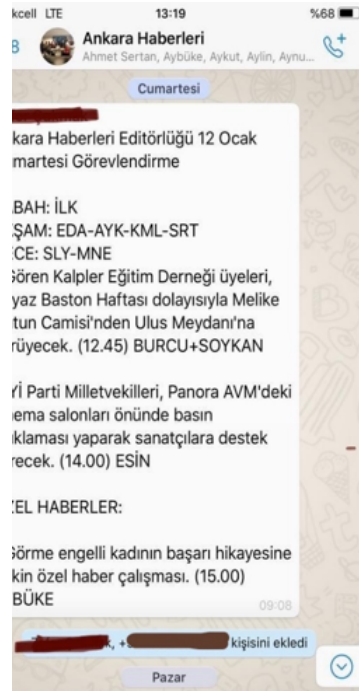 kcell LTE 13:19 %68
8 Ankara Haberleri
Ahmet Sertan, Aybüke, Aykut, Aylin, Aynu...
Cumartesi
kara Haberleri Editörlüğü 12 Ocak
martesi Görevlendirme
BAH: İLK
ŞAM: EDA-AYK-KML-SRT
CE: SLY-MNE
Gören Kalpler Eğitim Derneği üyeleri,
yaz Baston Haftası dolayısıyla Melike
tun Camisi'nden Ulus Meydanı'na
rüyecek. (12.45) BURCU+SOYKAN
Yİ Parti Milletvekilleri, Panora AVM'deki
ema salonları önünde basın
ıklaması yaparak sanatçılara destek
recek. (14.00) ESİN
ZEL HABERLER:
Görme engelli kadının başarı hikayesine
kin özel haber çalışması. (15.00)
BÜKE
09:08
k, + kişisini ekledi
Pazar